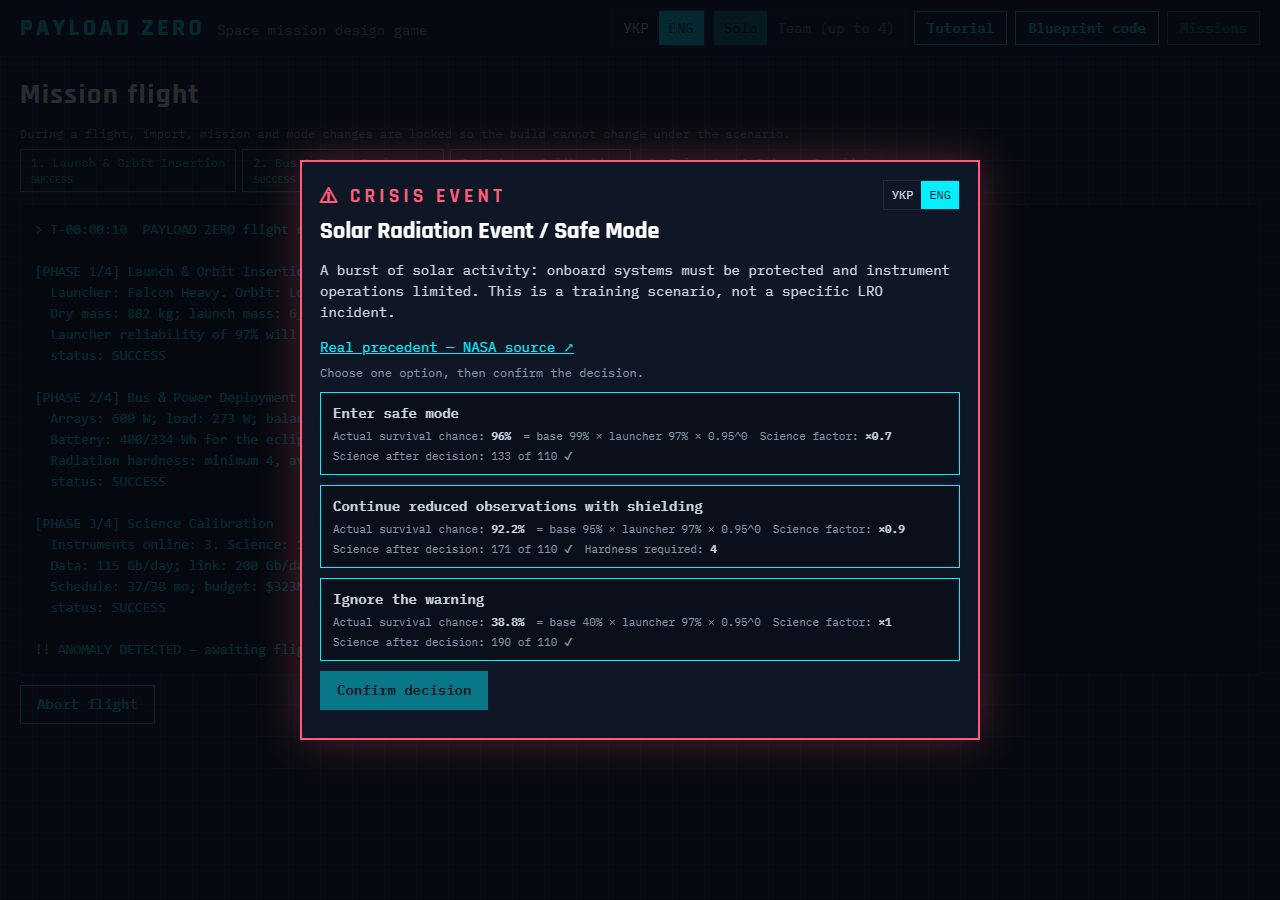 PAYLOAD ZERO Space mission design game УКР ENG Solo Team (up to 4) Tutorial Blueprint code Missions
Mission flight
During a flight, import, mission and mode changes are locked so the build cannot change under the scenario.
1. Launch & Orbit Insertion
SUCCESS
2. Bus
SUCCESS
> T-00:00:10 PAYLOAD ZERO flight
[PHASE 1/4] Launch & Orbit Insertio
Launcher: Falcon Heavy. Orbit: L
Dry mass: 882 kg; launch mass: 6
Launcher reliability of 97% will
status: SUCCESS
[PHASE 2/4] Bus & Power Deployment
Arrays: 600 W; load: 273 W; bala
Battery: 400/334 Wh for the ecli
Radiation hardness: minimum 4, a
status: SUCCESS
[PHASE 3/4] Science Calibration
Instruments online: 3. Science:
Data: 115 Gb/day; link: 200 Gb/d
Schedule: 37/38 mo; budget: $323
status: SUCCESS
!! ANOMALY DETECTED — awaiting fli
Abort flight
⚠ CRISIS EVENT УКР ENG
Solar Radiation Event / Safe Mode
A burst of solar activity: onboard systems must be protected and instrument
operations limited. This is a training scenario, not a specific LRO
incident.
Real precedent — NASA source ↗
Choose one option, then confirm the decision.
Enter safe mode
Actual survival chance: 96% = base 99% × launcher 97% × 0.95^0 Science factor: ×0.7
Science after decision: 133 of 110 ✓
Continue reduced observations with shielding
Actual survival chance: 92.2% = base 95% × launcher 97% × 0.95^0 Science factor: ×0.9
Science after decision: 171 of 110 ✓ Hardness required: 4
Ignore the warning
Actual survival chance: 38.8% = base 40% × launcher 97% × 0.95^0 Science factor: ×1
Science after decision: 190 of 110 ✓
Confirm decision